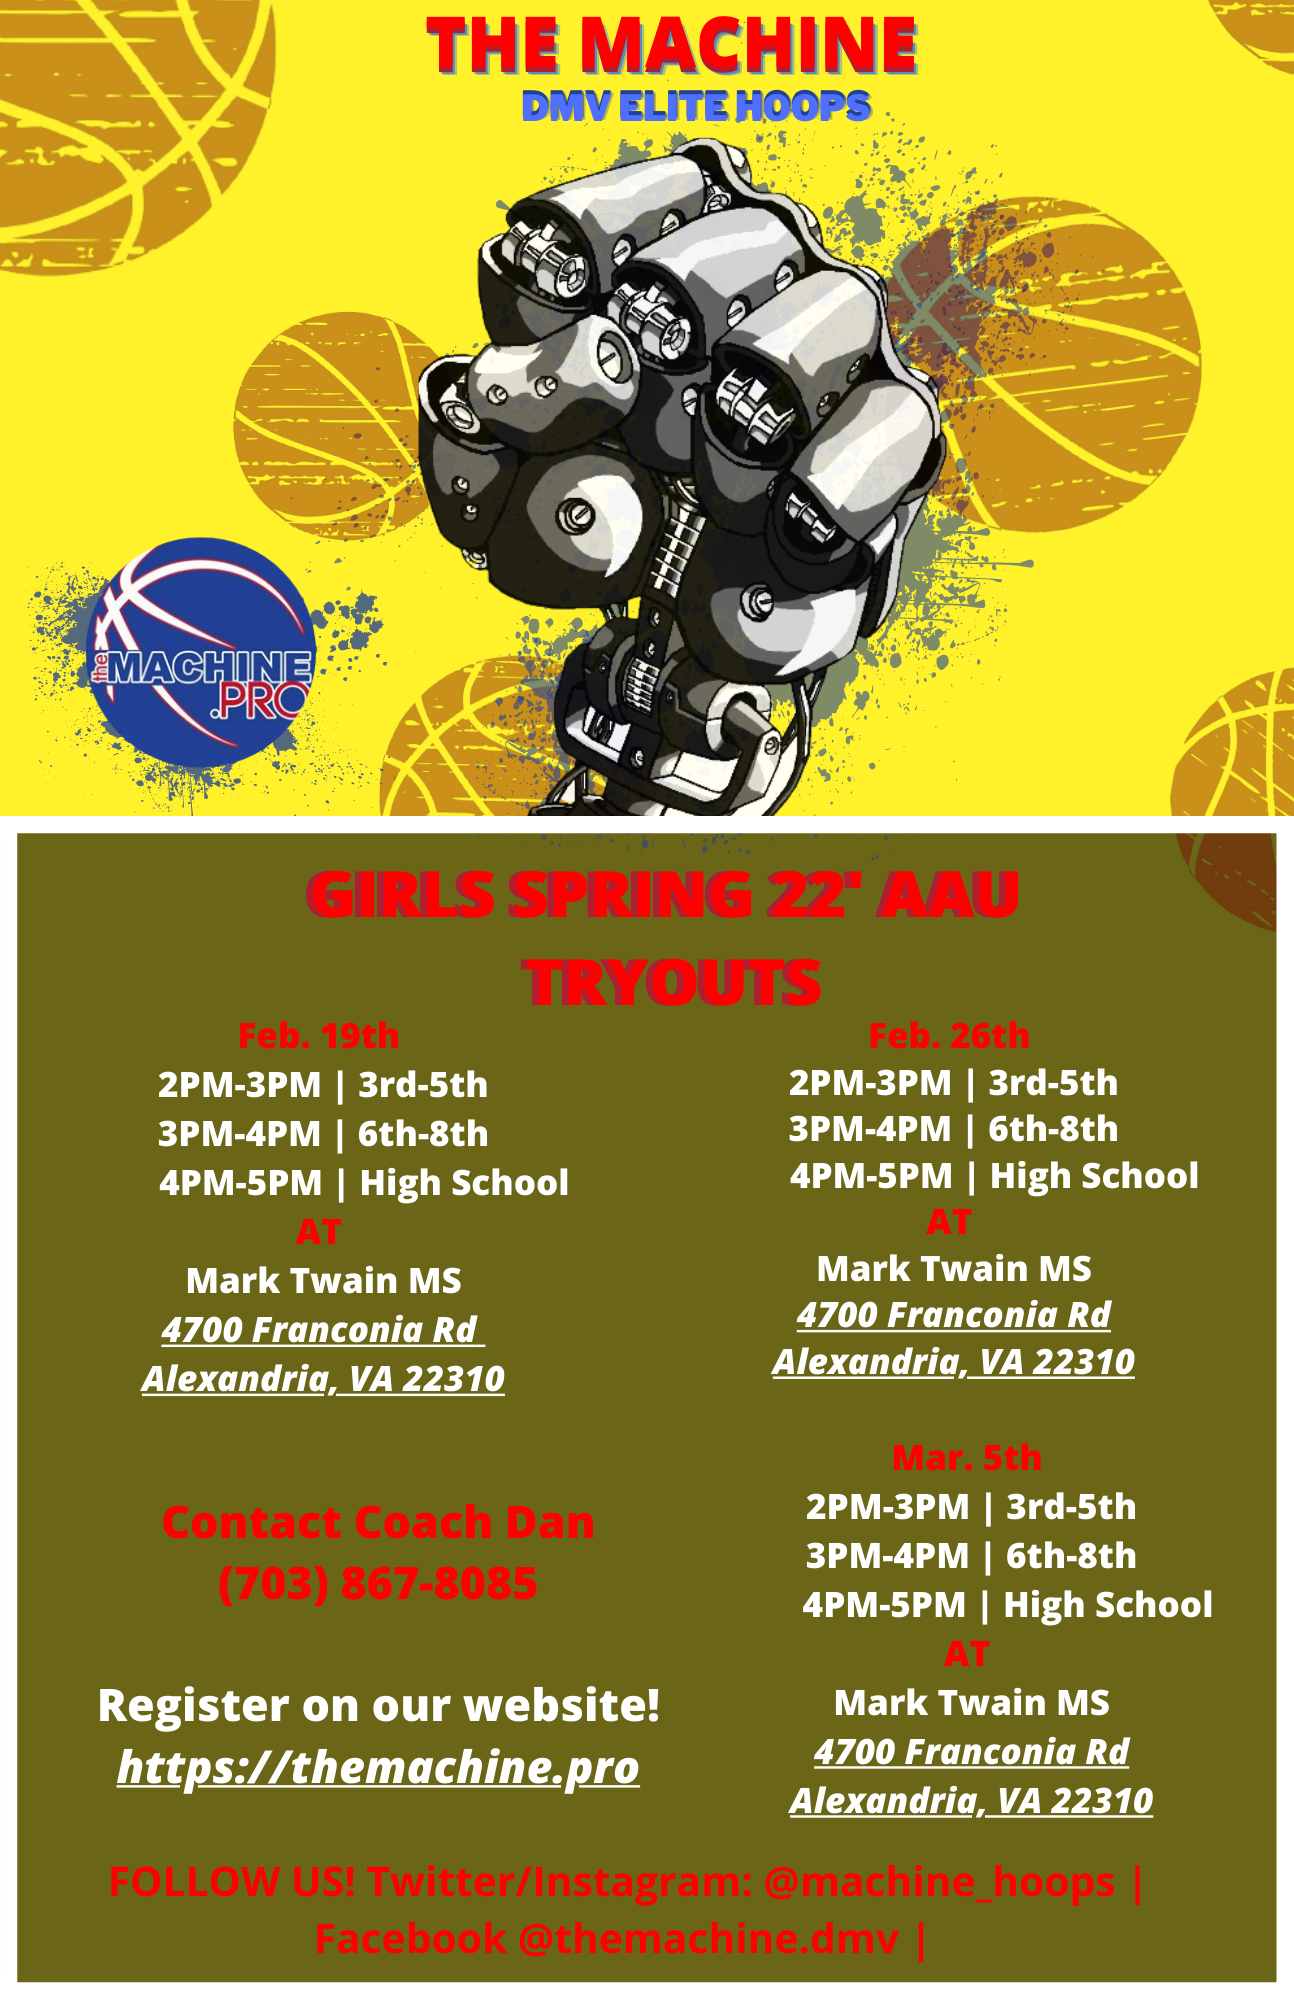 THE MACHINE
DMV ELITE HOOPS
the
MACHINE
.PRO
GIRLS SPRING 22' AAU
TRYOUTS
Feb. 19th
2PM-3PM | 3rd-5th
3PM-4PM | 6th-8th
4PM-5PM | High School
AT
Mark Twain MS
4700 Franconia Rd
Alexandria, VA 22310
Feb. 26th
2PM-3PM | 3rd-5th
3PM-4PM | 6th-8th
4PM-5PM | High School
AT
Mark Twain MS
4700 Franconia Rd
Alexandria, VA 22310
Contact Coach Dan
(703) 867-8085
Register on our website!
https://themachine.pro
Mar. 5th
2PM-3PM | 3rd-5th
3PM-4PM | 6th-8th
4PM-5PM | High School
AT
Mark Twain MS
4700 Franconia Rd
Alexandria, VA 22310
FOLLOW US! Twitter/Instagram: @machine_hoops |
Facebook @themachine.dmv |